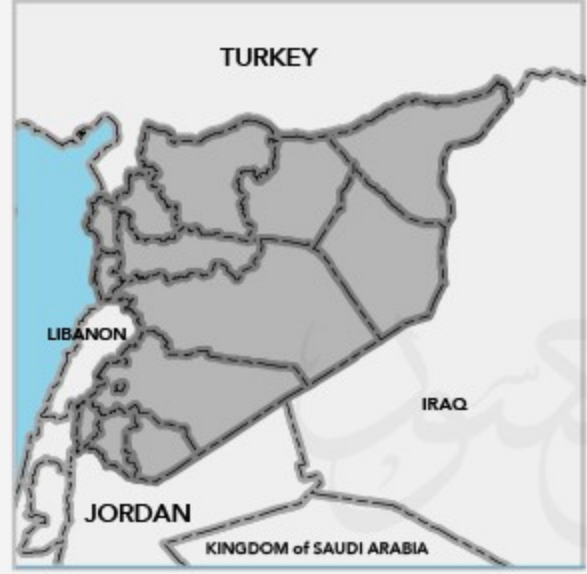 TURKEY
LIBANON
IRAQ
JORDAN
KINGDOM of SAUDI ARABIA